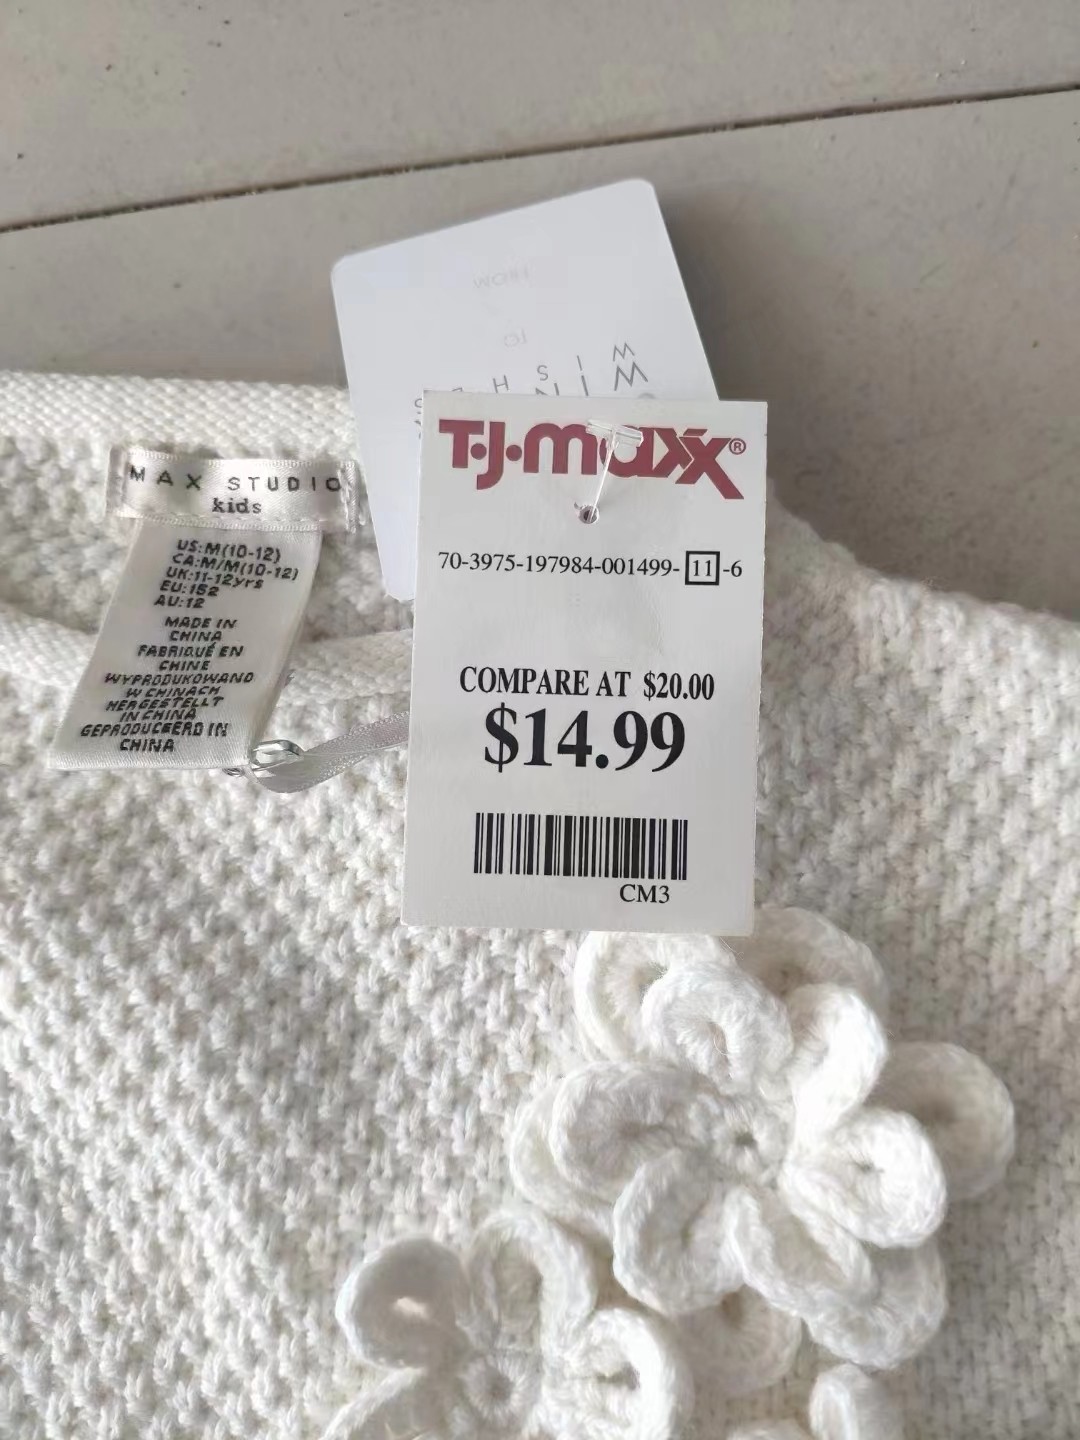 MAX STUDIO
kids
US:M(10-12)
CA:M/M(10-12)
UK:11-12yrs
EU:152
AU:12
MADE IN
CHINA
FABRIQUÉ EN
CHINE
WYPRODUKOWANO
W CHINACH
HERGESTELLT
IN CHINA
GEPRODUCEERD IN
CHINA
FROM
T·J·maxx®
70-3975-197984-001499- 11 -6
COMPARE AT $20.00
$14.99
CM3